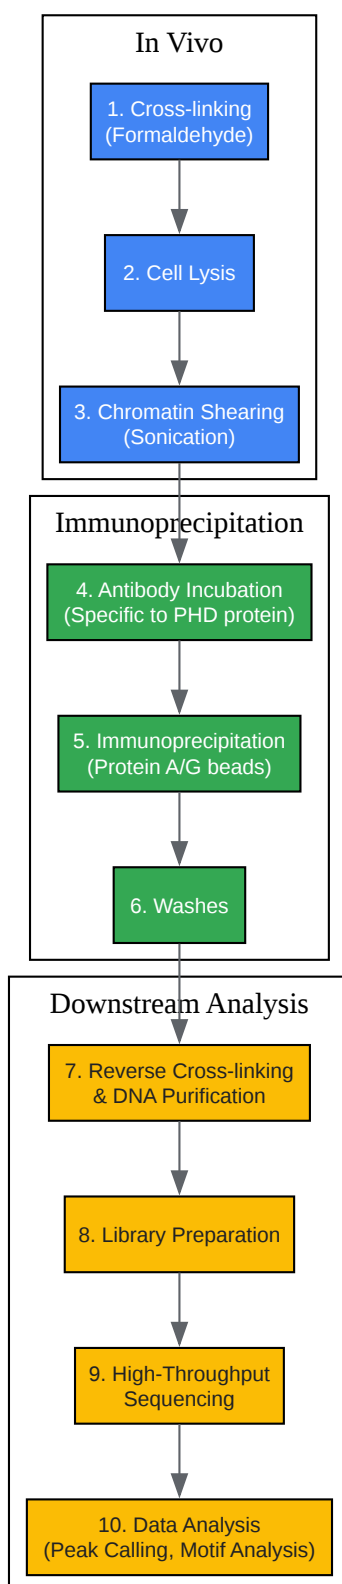 In Vivo
1. Cross-linking
(Formaldehyde)
2. Cell Lysis
3. Chromatin Shearing
(Sonication)
Immunoprecipitation
4. Antibody Incubation
(Specific to PHD protein)
5. Immunoprecipitation
(Protein A/G beads)
6. Washes
Downstream Analysis
7. Reverse Cross-linking
& DNA Purification
8. Library Preparation
9. High-Throughput
Sequencing
10. Data Analysis
(Peak Calling, Motif Analysis)